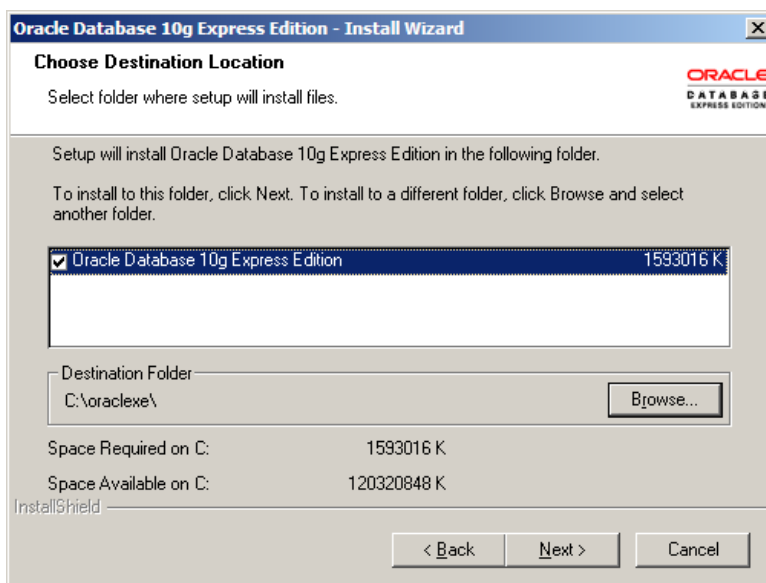 Oracle Database 10g Express Edition - Install Wizard
Choose Destination Location
Select folder where setup will install files.
ORACLE
DATABASE
EXPRESS EDITION
Setup will install Oracle Database 10g Express Edition in the following folder.
To install to this folder, click Next. To install to a different folder, click Browse and select
another folder.
Oracle Database 10g Express Edition 1593016 K
Destination Folder
C:\oraclexe\
Browse...
Space Required on C: 1593016 K
Space Available on C: 120320848 K
InstallShield
< Back Next > Cancel